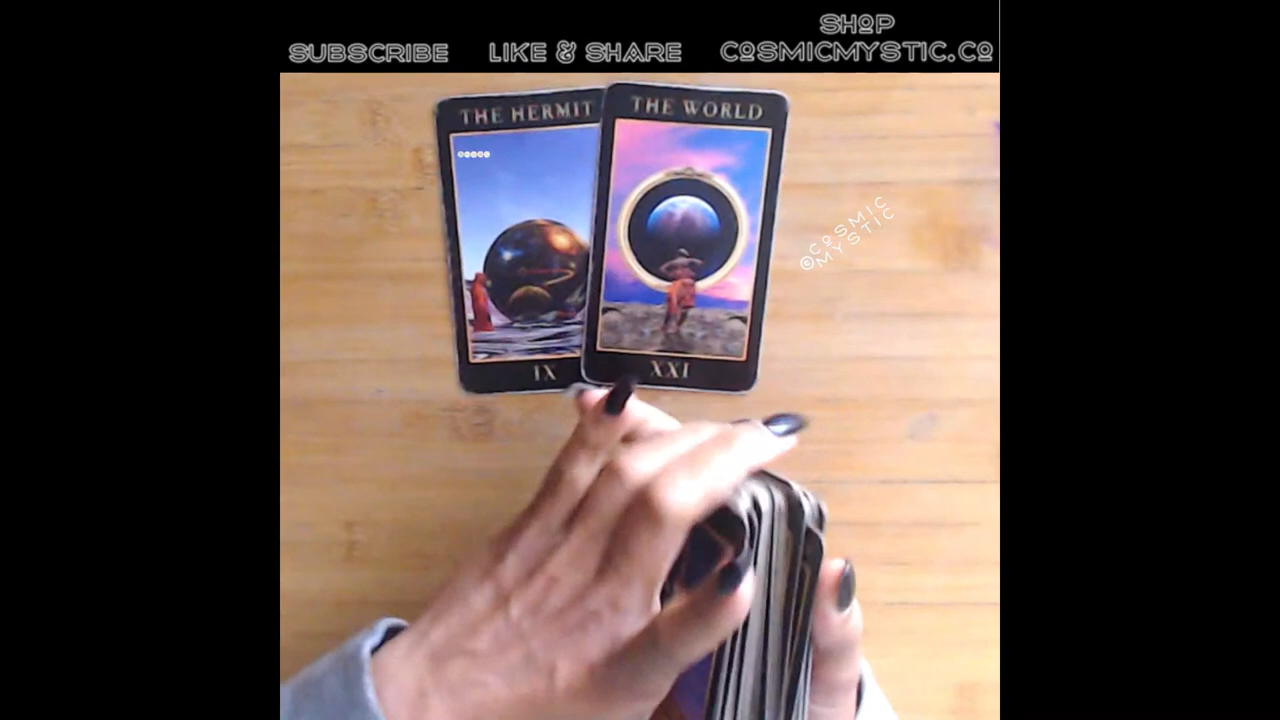 SHOP
SUBSCRIBE LIKE & SHARE COSMICMYSTIC.CO
THE HERMIT THE WORLD
©COSMIC
MYSTIC
IX XXI